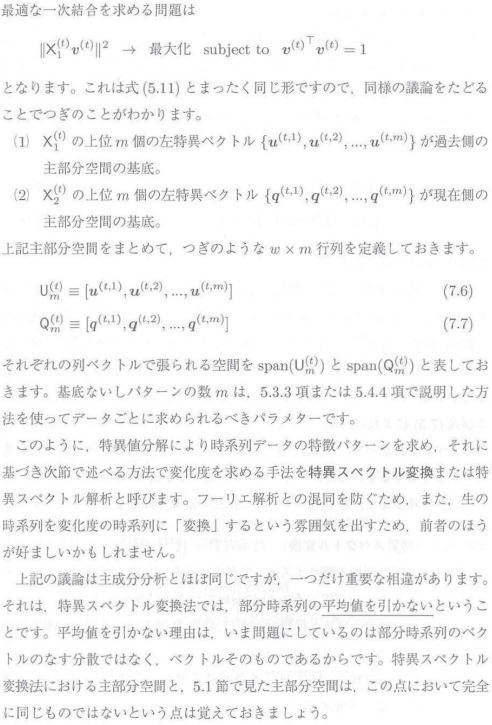 最適な一次結合を求める問題は
‖X₁⁽ᵗ⁾v⁽ᵗ⁾‖² → 最大化 subject to v⁽ᵗ⁾⊤v⁽ᵗ⁾ = 1
となります。これは式 (5.11) とまったく同じ形ですので，同様の議論をたどる
ことでつぎのことがわかります。
(1) X₁⁽ᵗ⁾ の上位 m 個の左特異ベクトル {u⁽ᵗ,¹⁾, u⁽ᵗ,²⁾, ..., u⁽ᵗ,ᵐ⁾} が過去側の
主部分空間の基底。
(2) X₂⁽ᵗ⁾ の上位 m 個の左特異ベクトル {q⁽ᵗ,¹⁾, q⁽ᵗ,²⁾, ..., q⁽ᵗ,ᵐ⁾} が現在側の
主部分空間の基底。
上記主部分空間をまとめて，つぎのような w × m 行列を定義しておきます。
Uₘ⁽ᵗ⁾ ≡ [u⁽ᵗ,¹⁾, u⁽ᵗ,²⁾, ..., u⁽ᵗ,ᵐ⁾] (7.6)
Qₘ⁽ᵗ⁾ ≡ [q⁽ᵗ,¹⁾, q⁽ᵗ,²⁾, ..., q⁽ᵗ,ᵐ⁾] (7.7)
それぞれの列ベクトルで張られる空間を span(Uₘ⁽ᵗ⁾) と span(Qₘ⁽ᵗ⁾) と表してお
きます。基底ないしパターンの数 m は，5.3.3 項または 5.4.4 項で説明した方
法を使ってデータごとに求められるべきパラメターです。
このように，特異値分解により時系列データの特徴パターンを求め，それに
基づき次節で述べる方法で変化度を求める手法を特異スペクトル変換または特
異スペクトル解析と呼びます。フーリエ解析との混同を防ぐため，また，生の
時系列を変化度の時系列に「変換」するという雰囲気を出すため，前者のほう
が好ましいかもしれません。
上記の議論は主成分分析とほぼ同じですが，一つだけ重要な相違があります。
それは，特異スペクトル変換法では，部分時系列の平均値を引かないというこ
とです。平均値を引かない理由は，いま問題にしているのは部分時系列のベク
トルのなす分散ではなく，ベクトルそのものであるからです。特異スペクトル
変換法における主部分空間と，5.1 節で見た主部分空間は，この点において完全
に同じものではないという点は覚えておきましょう。